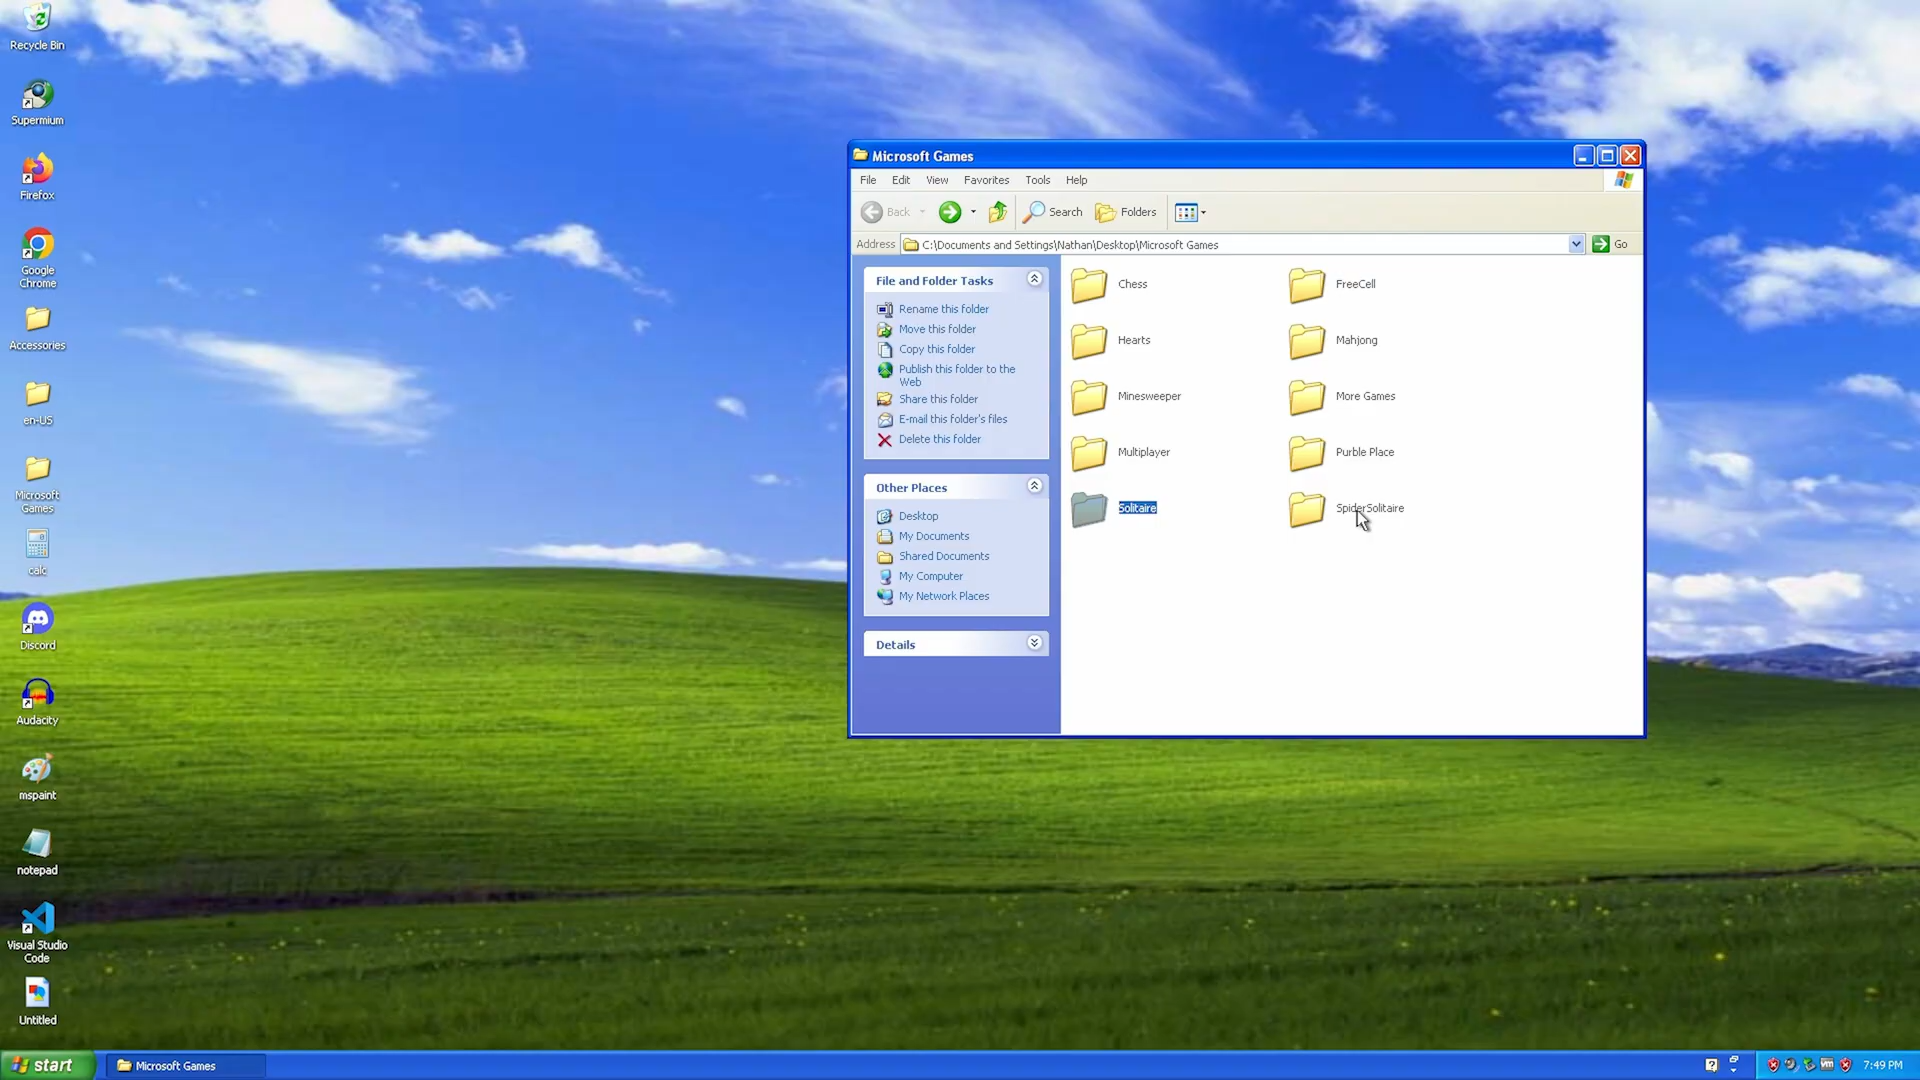 Recycle Bin
Supermium
Firefox
Google
Chrome
Accessories
en-US
Microsoft
Games
calc
Discord
Audacity
mspaint
notepad
Visual Studio
Code
Untitled
Microsoft Games
File Edit View Favorites Tools Help
Back Search Folders
Address C:\Documents and Settings\Nathan\Desktop\Microsoft Games Go
File and Folder Tasks
Rename this folder
Move this folder
Copy this folder
Publish this folder to the
Web
Share this folder
E-mail this folder's files
Delete this folder
Other Places
Desktop
My Documents
Shared Documents
My Computer
My Network Places
Details
Chess FreeCell
Hearts Mahjong
Minesweeper More Games
Multiplayer Purble Place
Solitaire SpiderSolitaire
start Microsoft Games 7:49 PM